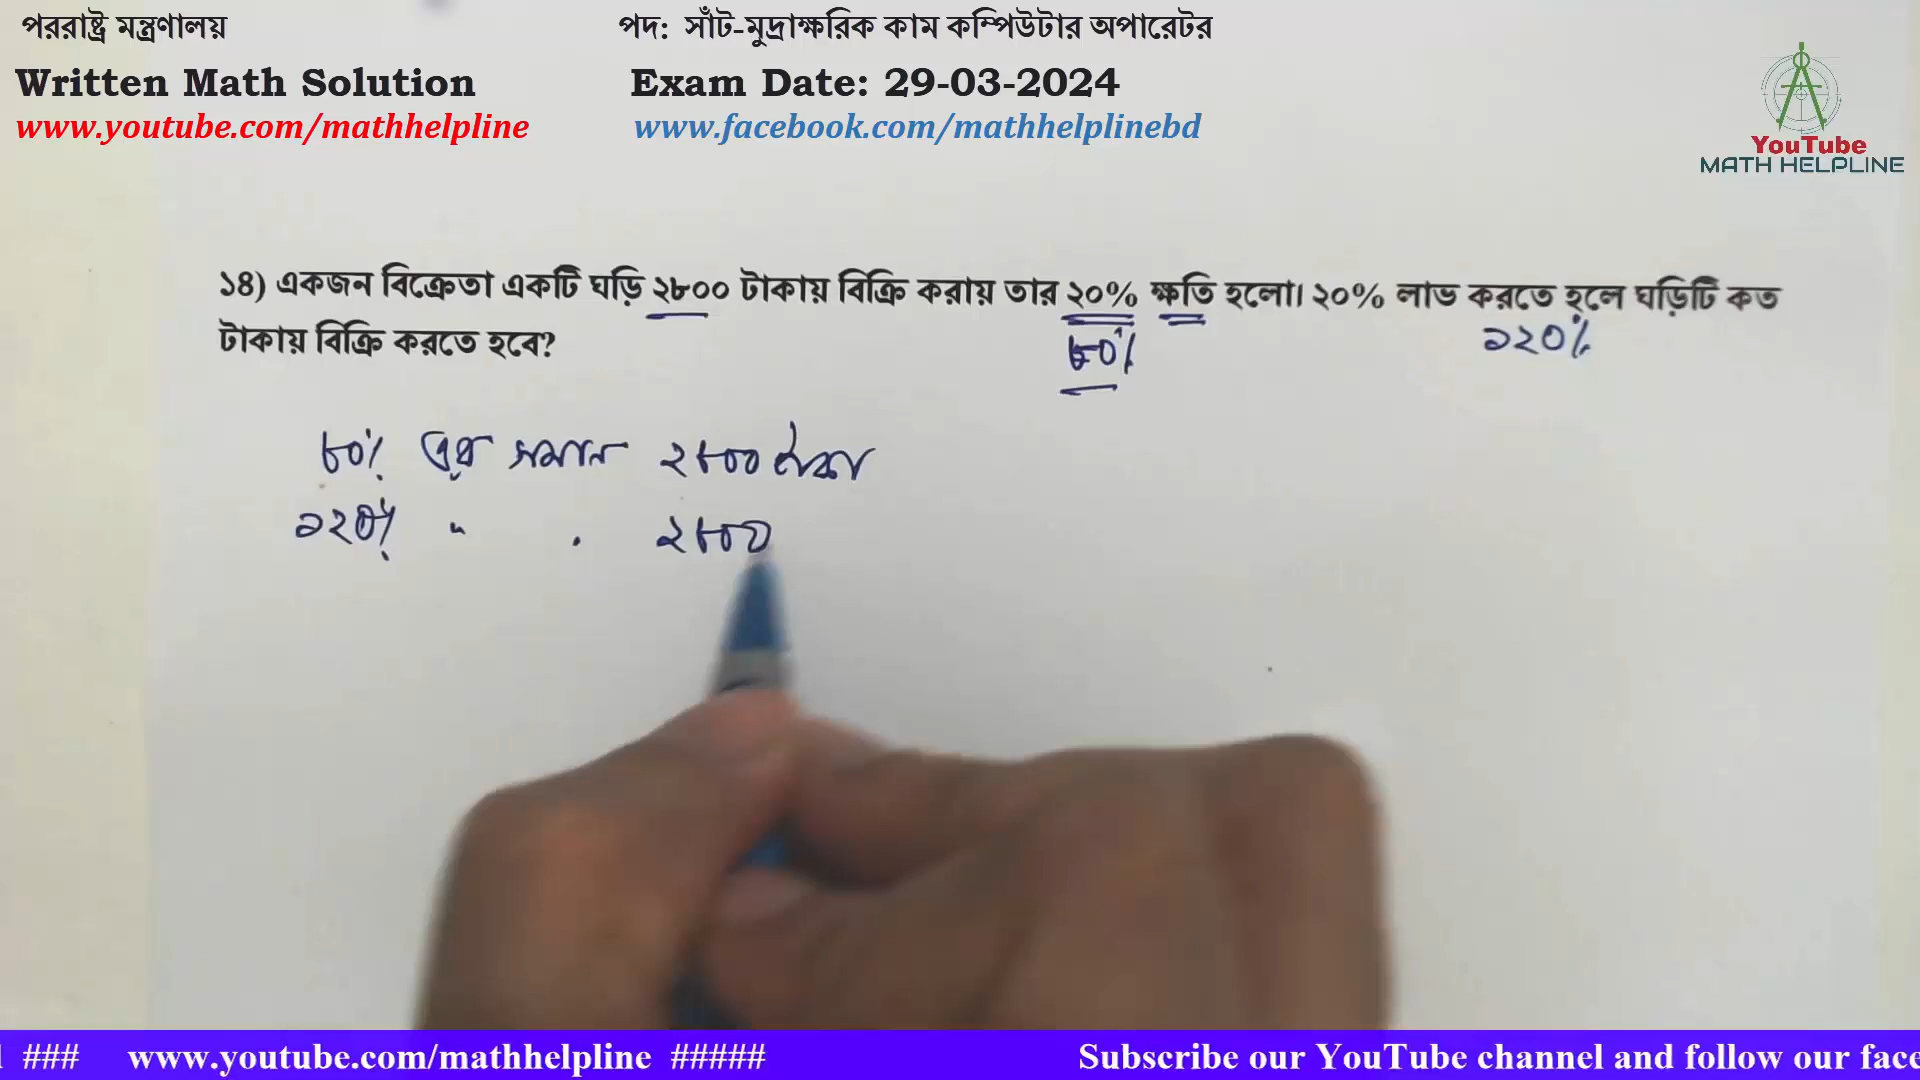 পররাষ্ট্র মন্ত্রণালয়
পদ: সাঁট-মুদ্রাক্ষরিক কাম কম্পিউটার অপারেটর
Written Math Solution
Exam Date: 29-03-2024
www.youtube.com/mathhelpline
www.facebook.com/mathhelplinebd
YouTube
MATH HELPLINE
১৪) একজন বিক্রেতা একটি ঘড়ি ২৮০০ টাকায় বিক্রি করায় তার ২০% ক্ষতি হলো। ২০% লাভ করতে হলে ঘড়িটি কত
টাকায় বিক্রি করতে হবে?
৮০%
১২০%
৮০% এর সমান ২৮০০ টাকা
১২০% " " ২৮০০
### www.youtube.com/mathhelpline #####
Subscribe our YouTube channel and follow our face